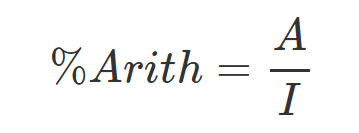 %Arith = A/I